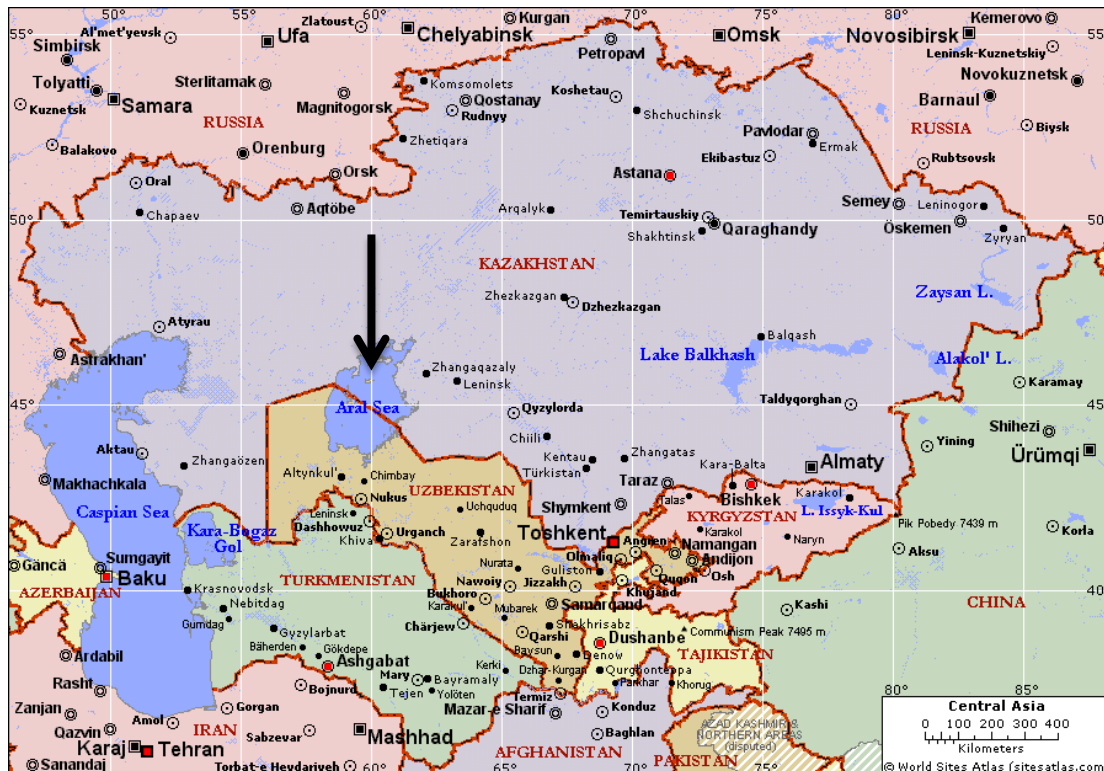 55°
55°
60°
65°
70°
75°
80°
85°
55°
Zlatoust
Kurgan
Kemerovo
Al'met'yevsk
Simbirsk
Ufa
Chelyabinsk
Petropavl
Omsk
Novosibirsk
Leninsk-Kuznetskiy
Tolyatti
Sterlitamak
Komsomolets
Novokuznetsk
Kuznetsk
Samara
Magnitogorsk
Qostanay
Koshetau
Barnaul
RUSSIA
Rudnyy
Shchuchinsk
RUSSIA
Biysk
Balakovo
Orenburg
Zhetiqara
Pavlodar
Ermak
Ekibastuz
Rubtsovsk
Oral
Orsk
Astana
50°
50°
Chapaev
Aqtöbe
Arqalyk
Temirtauskiy
Semey
Leninogor
Shakhtinsk
Qaraghandy
Öskemen
Zyryan
KAZAKHSTAN
Zhezkazgan
Dzhezkazgan
Zaysan L.
Atyrau
Balqash
Astrakhan'
Lake Balkhash
Alakol' L.
Zhangaqazaly
Leninsk
Karamay
45°
Aral Sea
Qyzylorda
Taldyqorghan
45°
Aktau
Chiili
Yining
Shihezi
Zhangaözen
Kentau
Zhangatas
Kara-Balta
Almaty
Ürümqi
Makhachkala
Altynkul'
Chimbay
Türkistan
Taraz
Bishkek
Karakol
Nukus
UZBEKISTAN
Talas
L. Issyk-Kul
Caspian Sea
Kara-Bogaz
Gol
Leninsk
Uchquduq
Shymkent
KYRGYZSTAN
Dashhowuz
Urganch
Toshkent
Karakol
Pik Pobedy 7439 m
Korla
Khiva
Zarafshon
Angren
Namangan
Naryn
Aksu
Sumgayit
Olmaliq
Andijon
Gäncä
Baku
Nurata
Guliston
Quqon
Osh
AZERBAIJAN
TURKMENISTAN
Nawoiy
Jizzakh
Khujand
40°
40°
Krasnovodsk
Bukhoro
Kashi
CHINA
Nebitdag
Karakul'
Mubarek
Samarqand
Gumdag
Chärjew
Shakhrisabz
Gyzylarbat
Qarshi
Dushanbe
Communism Peak 7495 m
Bäherden
Gökdepe
Baysun
Denow
TAJIKISTAN
Ardabil
Ashgabat
Kerki
Dzhar-Kurgan
Qurghonteppa
Rasht
Bojnurd
Mary
Bayramaly
Parkhar
Khorug
Tejen
Yolöten
Termiz
Zanjan
Amol
Gorgan
Mazar-e Sharif
Konduz
IRAN
Sabzevar
Mashhad
AZAD KASHMIR &
NORTHERN AREAS
(disputed)
Qazvin
Baghlan
Karaj
Tehran
AFGHANISTAN
PAKISTAN
Sanandaj
Torbat-e Heydariyeh
60°
65°
70°
75°
80°
85°
Central Asia
0 100 200 300 400
Kilometers
© World Sites Atlas (sitesatlas.com)